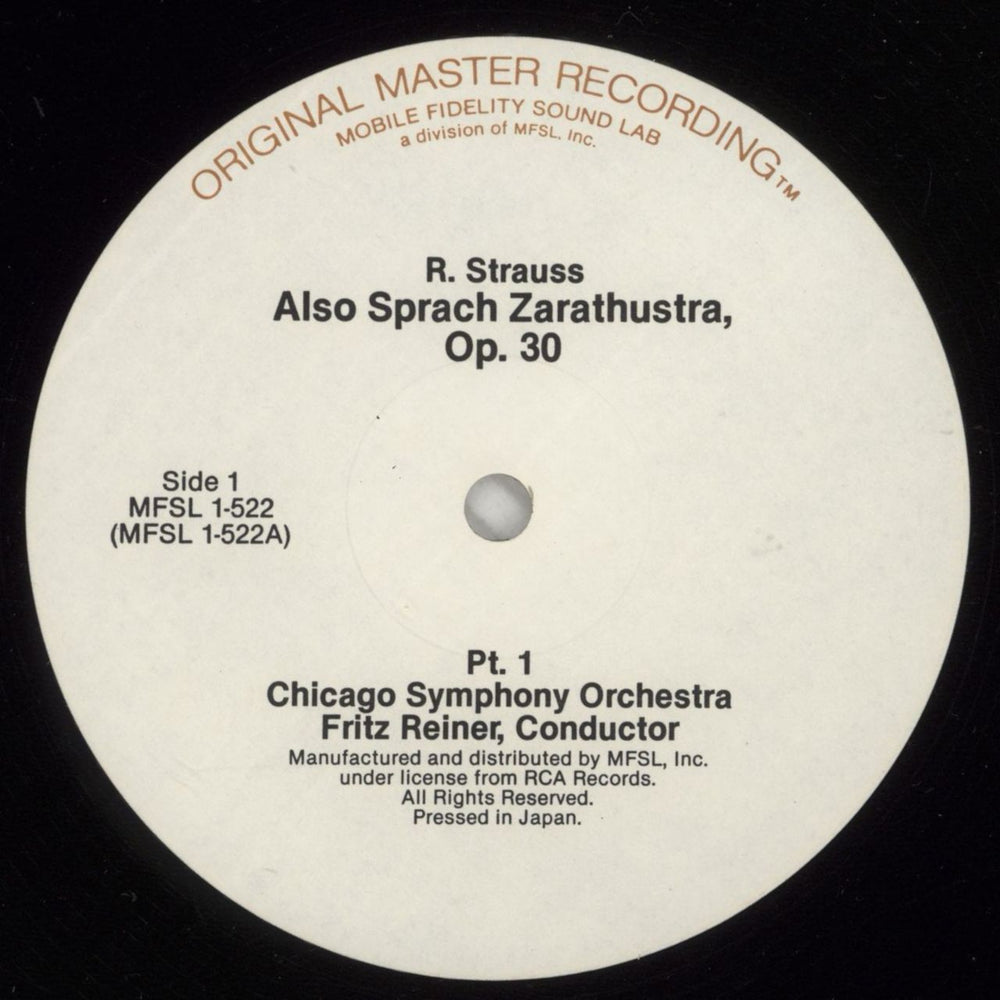 ORIGINAL MASTER RECORDING™
MOBILE FIDELITY SOUND LAB
a division of MFSL. Inc.
R. Strauss
Also Sprach Zarathustra,
Op. 30
Side 1
MFSL 1-522
(MFSL 1-522A)
Pt. 1
Chicago Symphony Orchestra
Fritz Reiner, Conductor
Manufactured and distributed by MFSL, Inc.
under license from RCA Records.
All Rights Reserved.
Pressed in Japan.